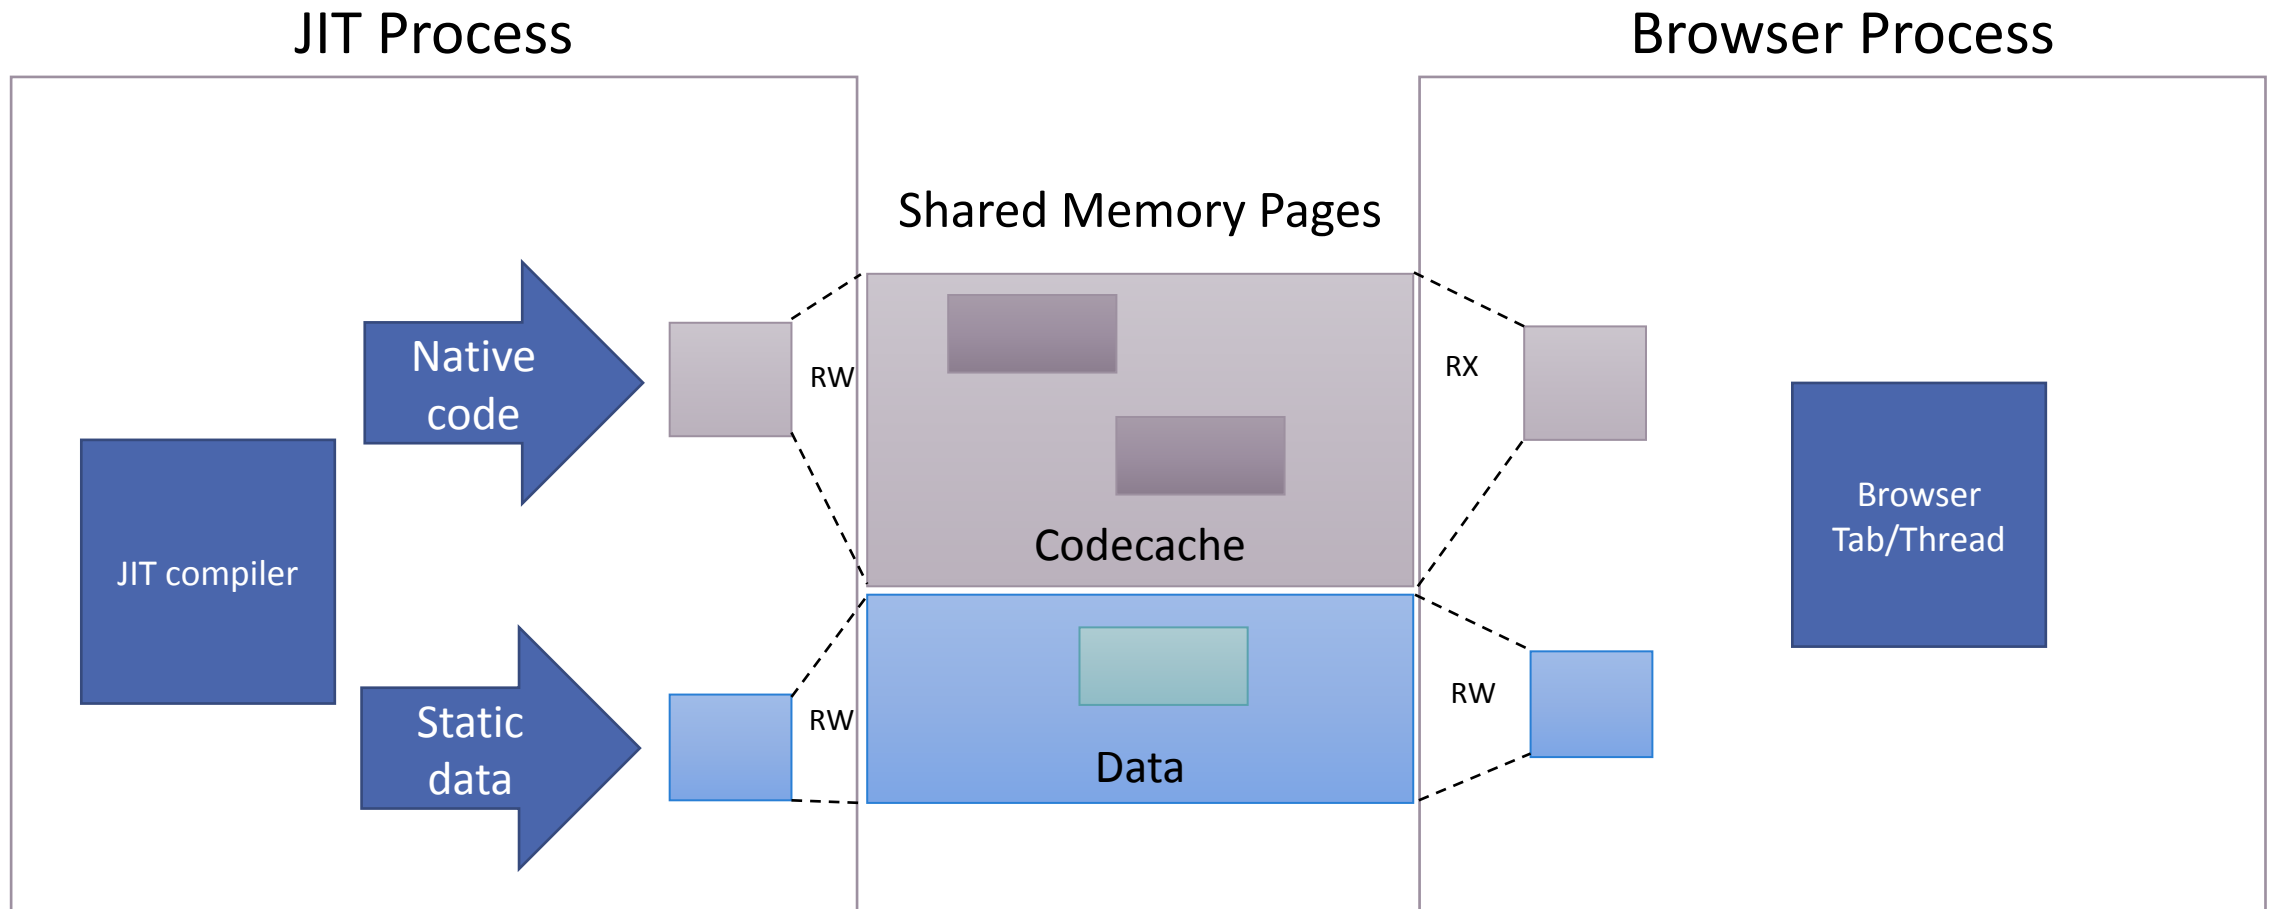 JIT Process
Browser Process
Shared Memory Pages
Native
code
RW
RX
Codecache
JIT compiler
Browser
Tab/Thread
Static
data
RW
RW
Data